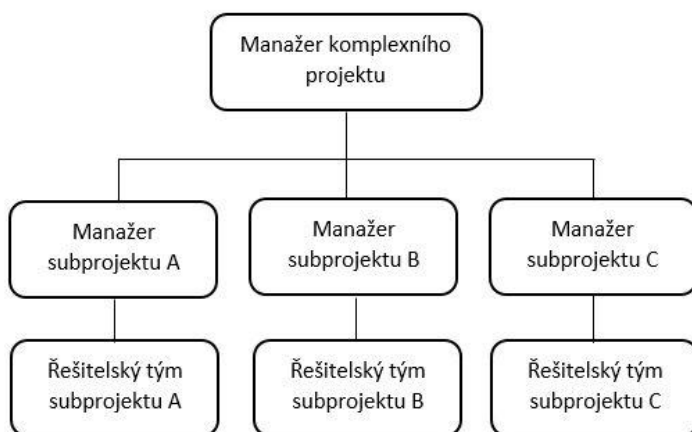 Manažer komplexního
projektu
Manažer
subprojektu A
Manažer
subprojektu B
Manažer
subprojektu C
Řešitelský tým
subprojektu A
Řešitelský tým
subprojektu B
Řešitelský tým
subprojektu C